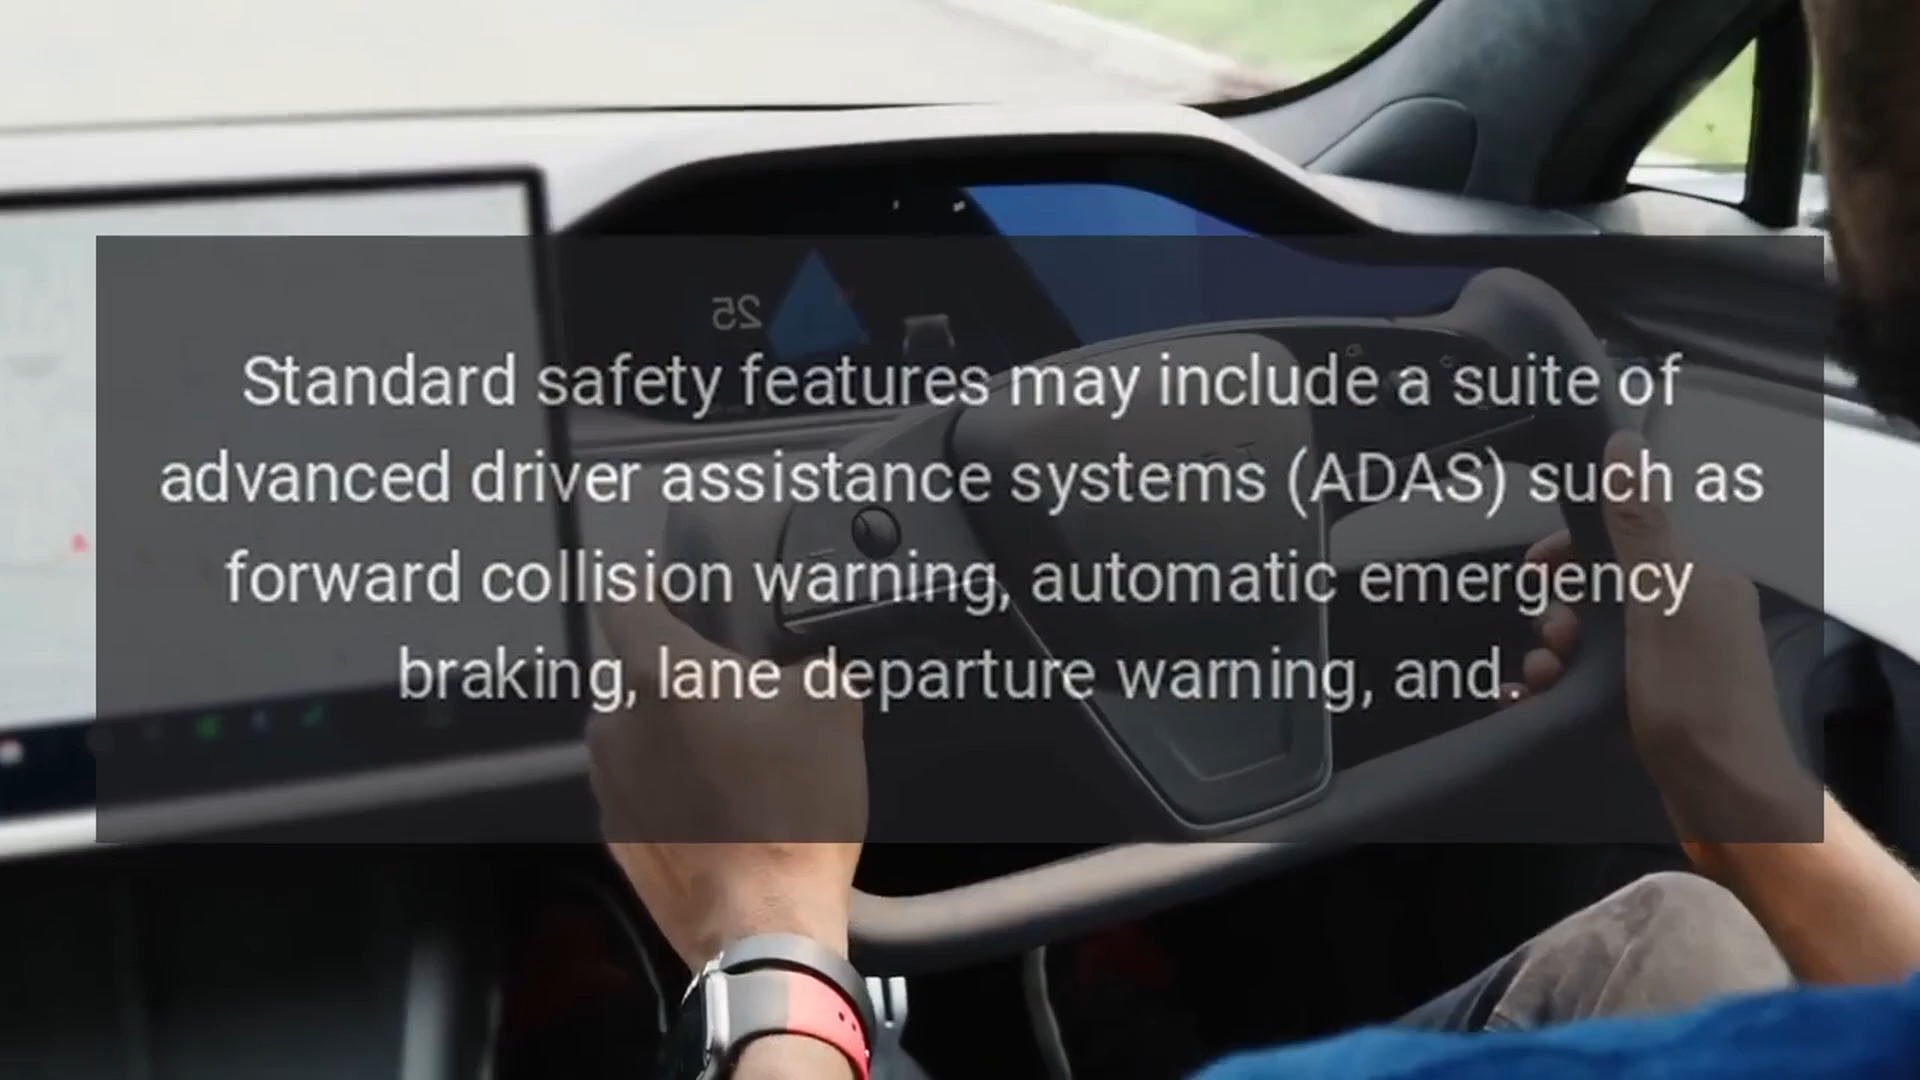 25
Standard safety features may include a suite of
advanced driver assistance systems (ADAS) such as
forward collision warning, automatic emergency
braking, lane departure warning, and.